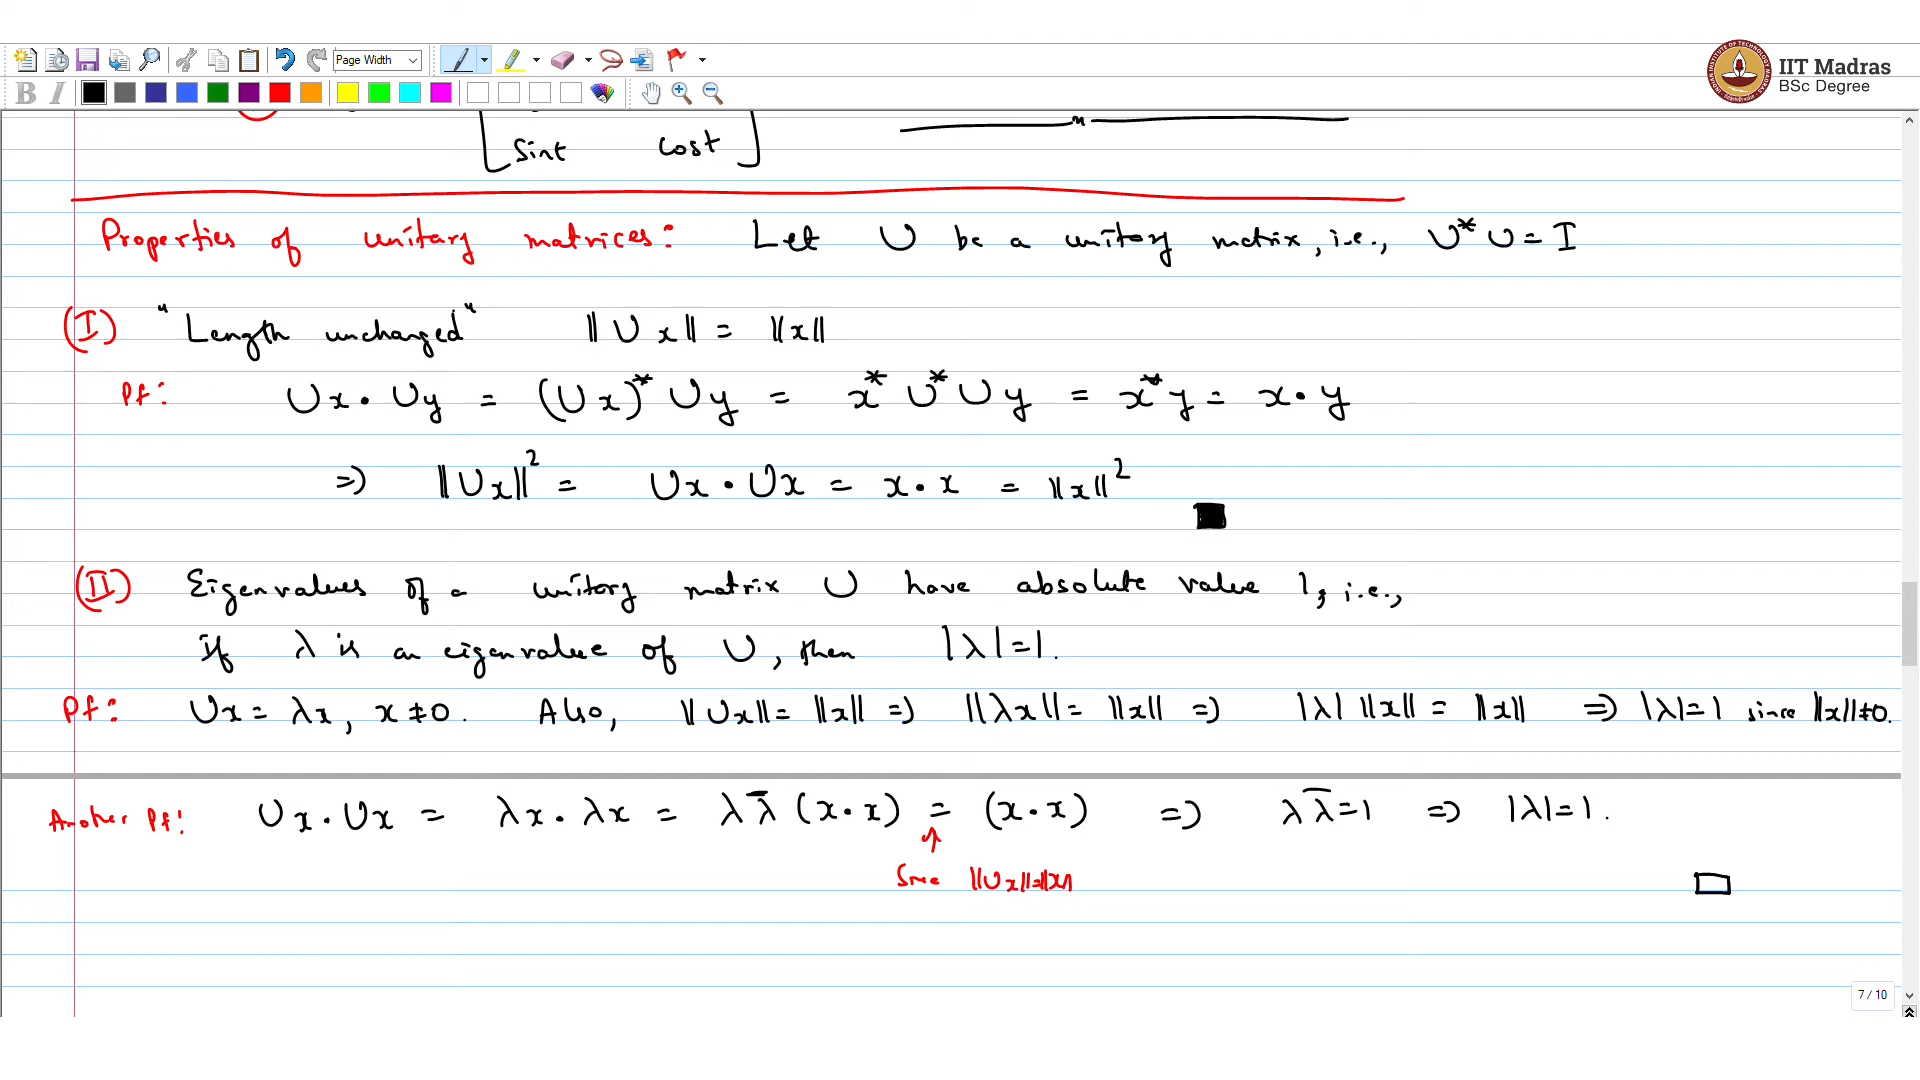 Page Width
IIT Madras
BSc Degree
B I
Sint Cost
Properties of unitary matrices: Let U be a unitary matrix, i.e., U* U = I
(I) "Length unchanged" ‖Ux‖ = ‖x‖
Pf: Ux • Uy = (Ux)* Uy = x* U* U y = x* y = x • y
=> ‖Ux‖² = Ux • Ux = x • x = ‖x‖²
(II) Eigenvalues of a unitary matrix U have absolute value 1, i.e.,
If λ is an eigenvalue of U, then |λ|=1.
Pf: Ux = λx, x ≠ 0. Also, ‖Ux‖ = ‖x‖ => ‖λx‖ = ‖x‖ => |λ| ‖x‖ = ‖x‖ => |λ|=1 since ‖x‖≠0.
Another Pf: Ux • Ux = λx • λx = λ λ̅ (x • x) = (x • x) => λ λ̅ = 1 => |λ|=1.
↑
Since ‖Ux‖=‖x‖
7 / 10